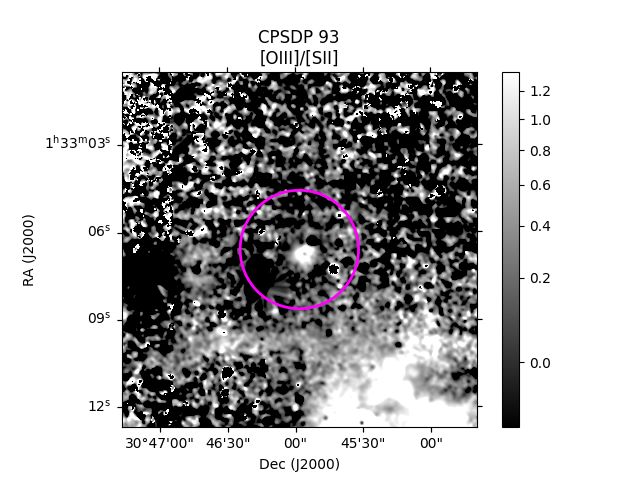 CPSDP 93
[OIII]/[SII]
1ʰ33ᵐ03ˢ
06ˢ
09ˢ
12ˢ
RA (J2000)
30°47'00"
46'30"
00"
45'30"
00"
Dec (J2000)
1.2
1.0
0.8
0.6
0.4
0.2
0.0